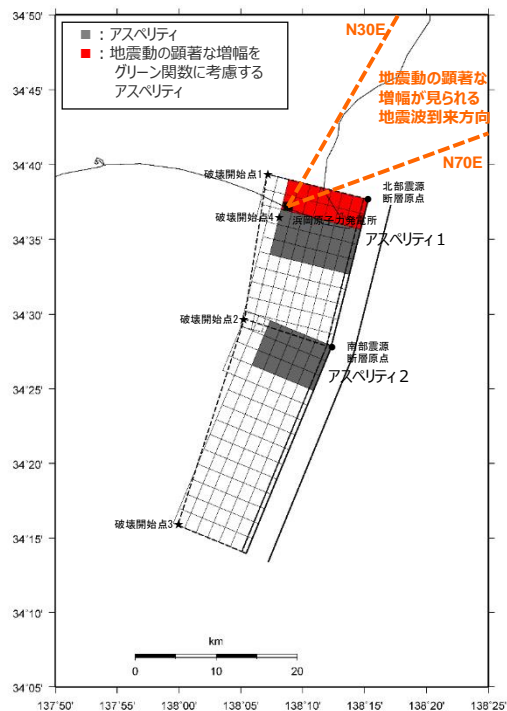 ■ : アスペリティ
■ : 地震動の顕著な増幅を
グリーン関数に考慮する
アスペリティ
N30E
地震動の顕著な
増幅が見られる
地震波到来方向
N70E
破壊開始点1
北部震源
断層原点
破壊開始点4
浜岡原子力発電所
アスペリティ1
破壊開始点2
南部震源
断層原点
アスペリティ2
破壊開始点3
km
0 10 20
34°50'
34°45'
34°40'
34°35'
34°30'
34°25'
34°20'
34°15'
34°10'
34°05'
137°50' 137°55' 138°00' 138°05' 138°10' 138°15' 138°20' 138°25'